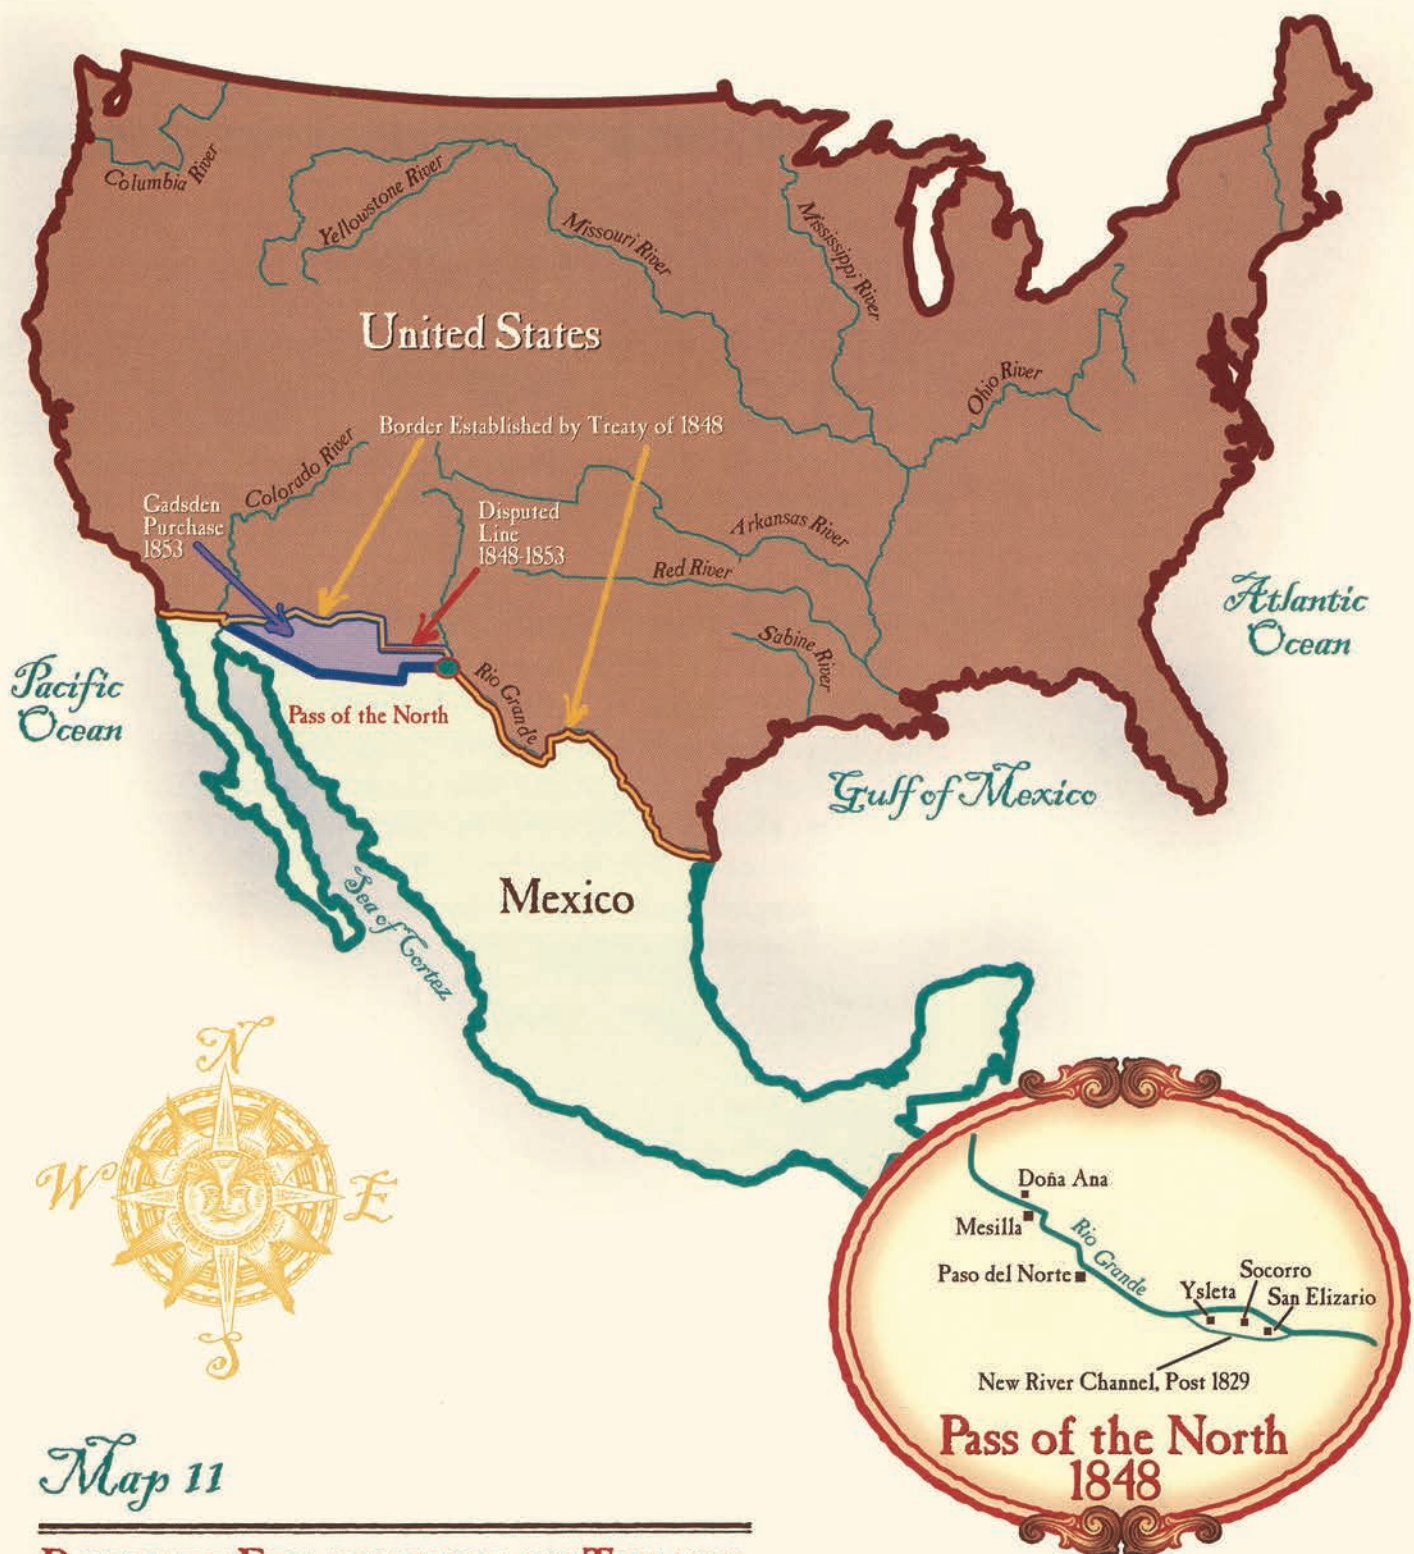 Columbia River
Yellowstone River
Missouri River
Mississippi River
United States
Ohio River
Border Established by Treaty of 1848
Colorado River
Gadsden
Purchase
1853
Disputed
Line
1848-1853
Arkansas River
Red River
Sabine River
Atlantic
Ocean
Pacific
Ocean
Rio Grande
Pass of the North
Gulf of Mexico
Mexico
Sea of Cortez
N
W
E
S
Doña Ana
Mesilla
Rio Grande
Paso del Norte
Ysleta
Socorro
San Elizario
New River Channel, Post 1829
Pass of the North
1848
Map 11